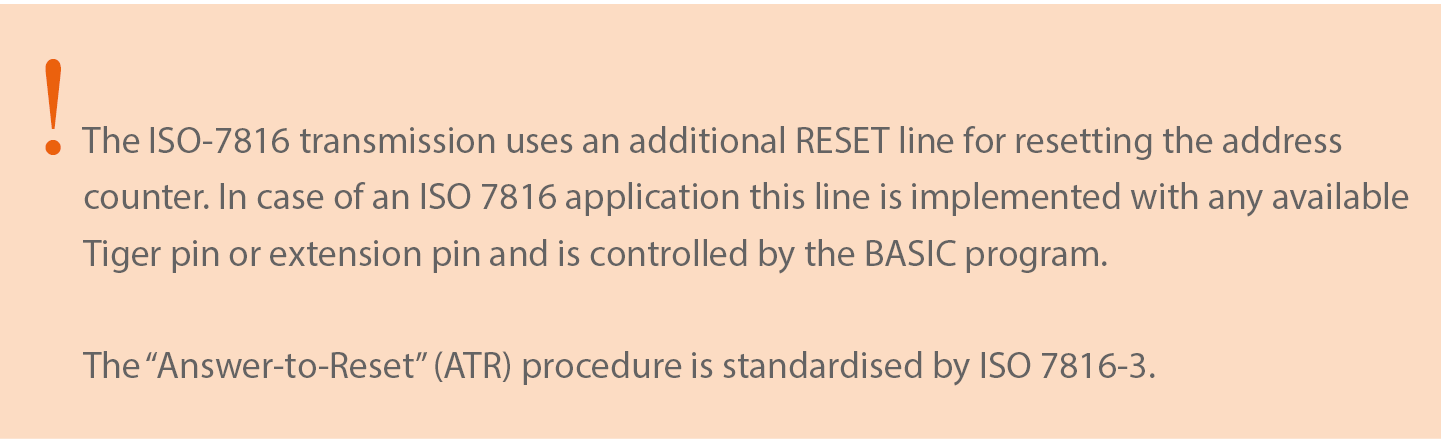 !
The ISO-7816 transmission uses an additional RESET line for resetting the address
counter. In case of an ISO 7816 application this line is implemented with any available
Tiger pin or extension pin and is controlled by the BASIC program.
The “Answer-to-Reset” (ATR) procedure is standardised by ISO 7816-3.